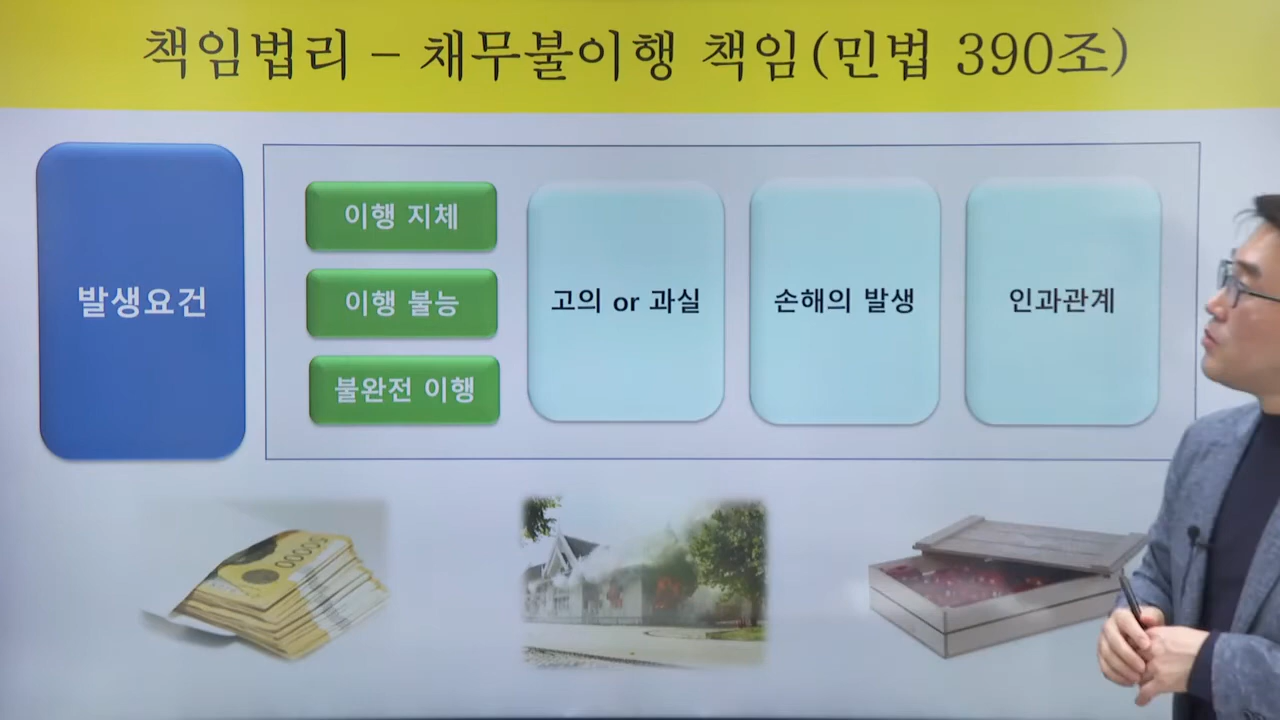 책임법리 – 채무불이행 책임(민법 390조)
발생요건
이행 지체
이행 불능
불완전 이행
고의 or 과실
손해의 발생
인과관계
50000